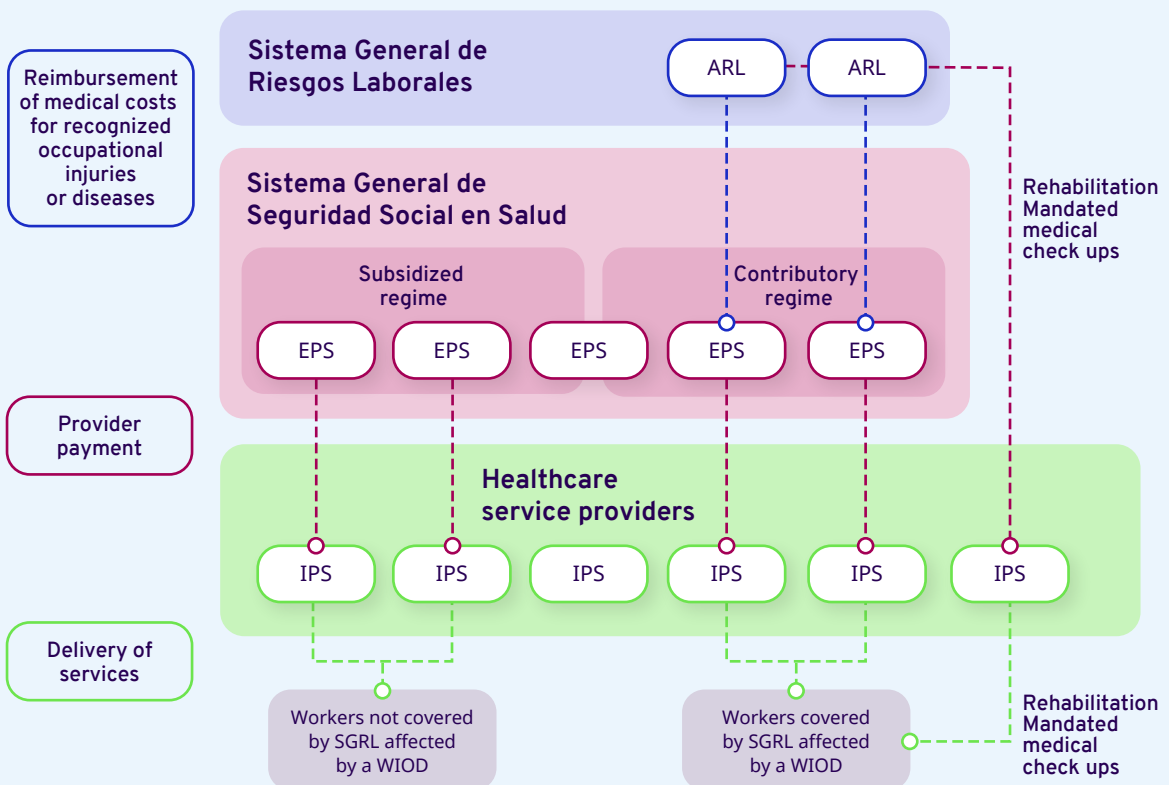 Reimbursement
of medical costs
for recognized
occupational
injuries
or diseases
Sistema General de
Riesgos Laborales
ARL
ARL
Rehabilitation
Mandated
medical
check ups
Sistema General de
Seguridad Social en Salud
Subsidized
regime
Contributory
regime
EPS
EPS
EPS
EPS
EPS
Provider
payment
Healthcare
service providers
IPS
IPS
IPS
IPS
IPS
IPS
Delivery of
services
Workers not covered
by SGRL affected
by a WIOD
Workers covered
by SGRL affected
by a WIOD
Rehabilitation
Mandated
medical
check ups